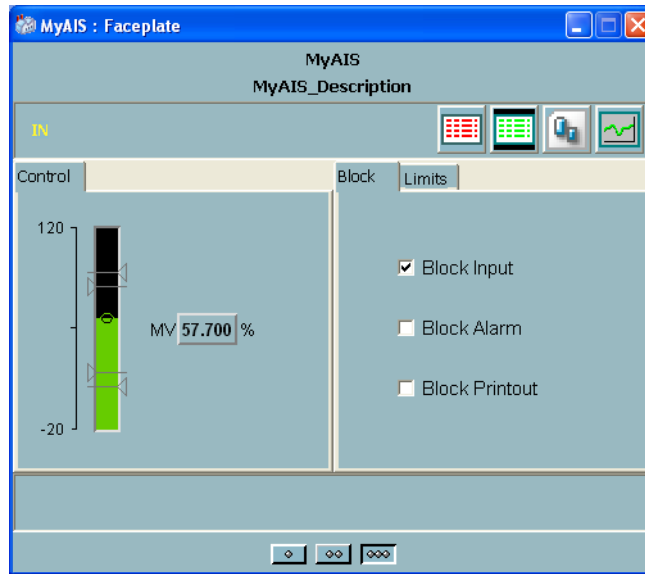 MyAIS : Faceplate
MyAIS
MyAIS_Description
IN
Control
Block
Limits
120
-20
MV 57.700 %
Block Input
Block Alarm
Block Printout